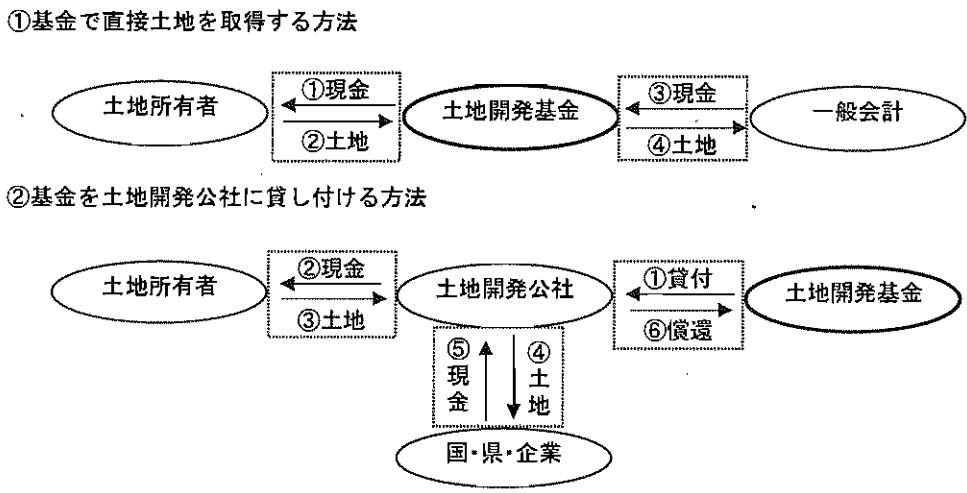 ①基金で直接土地を取得する方法
土地所有者
①現金
②土地
土地開発基金
③現金
④土地
一般会計
②基金を土地開発公社に貸し付ける方法
土地所有者
②現金
③土地
土地開発公社
①貸付
⑥償還
土地開発基金
⑤現金
④土地
国・県・企業